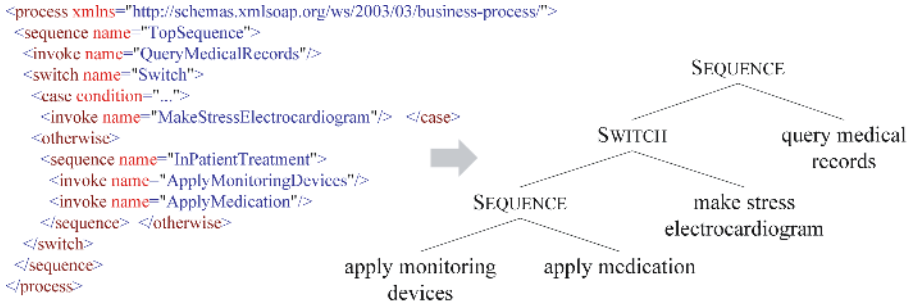 <process xmlns="http://schemas.xmlsoap.org/ws/2003/03/business-process/">
<sequence name="TopSequence">
<invoke name="QueryMedicalRecords"/>
<switch name="Switch">
<case condition="...">
<invoke name="MakeStressElectrocardiogram"/> </case>
<otherwise>
<sequence name="InPatientTreatment">
<invoke name="ApplyMonitoringDevices"/>
<invoke name="ApplyMedication"/>
</sequence> </otherwise>
</switch>
</sequence>
</process>
SEQUENCE
SWITCH
query medical
records
SEQUENCE
make stress
electrocardiogram
apply monitoring
devices
apply medication